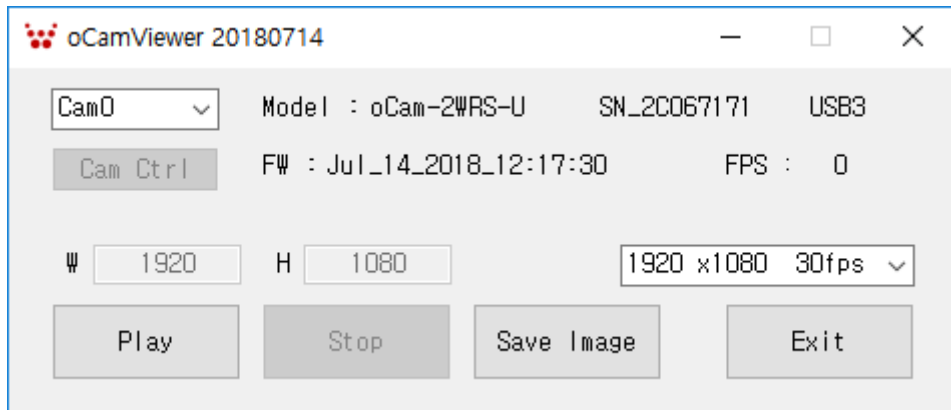 oCamViewer 20180714
Cam0 Model : oCam-2WRS-U SN_2C067171 USB3
Cam Ctrl FW : Jul_14_2018_12:17:30 FPS : 0
W 1920 H 1080 1920 x1080 30fps
Play Stop Save Image Exit